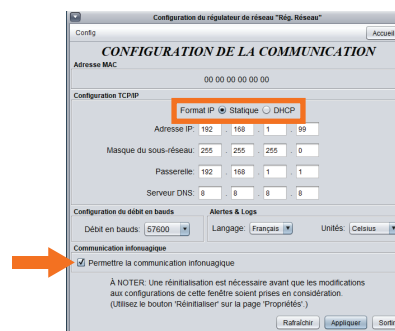 Configuration du régulateur de réseau "Rég. Réseau"
Config
Accueil
CONFIGURATION DE LA COMMUNICATION
Adresse MAC
00 00 00 00 00 00
Configuration TCP/IP
Format IP Statique DHCP
Adresse IP: 192 . 168 . 1 . 99
Masque du sous-réseau: 255 . 255 . 255 . 0
Passerelle: 192 . 168 . 1 . 1
Serveur DNS: 8 . 8 . 8 . 8
Configuration du débit en bauds Alertes & Logs
Débit en bauds: 57600 Langage: Français Unités: Celsius
Communication infonuagique
Permettre la communication infonuagique
À NOTER: Une réinitialisation est nécessaire avant que les modifications
aux configurations de cette fenêtre soient prises en considération.
(Utilisez le bouton 'Réinitialiser' sur la page 'Propriétés'.)
Rafraîchir Appliquer Sortir